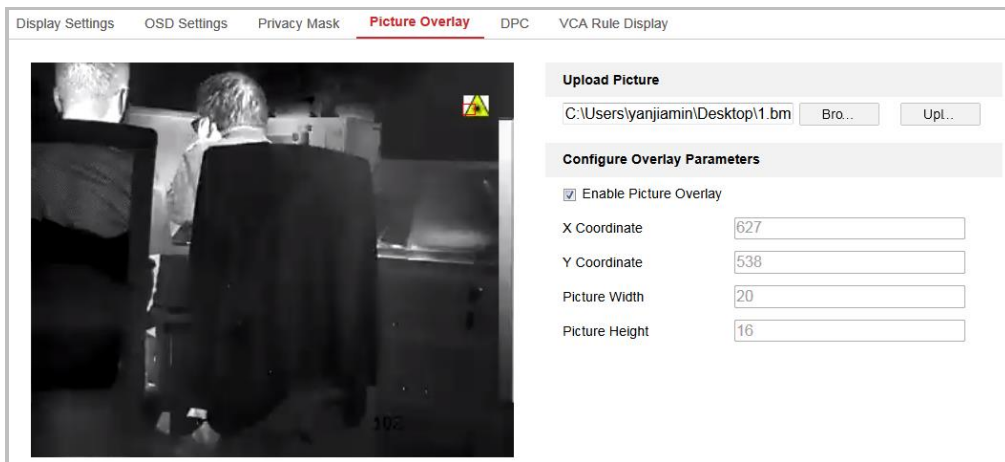 Display Settings OSD Settings Privacy Mask Picture Overlay DPC VCA Rule Display
Upload Picture
C:\Users\yanjiamin\Desktop\1.bm Bro... Upl...
Configure Overlay Parameters
Enable Picture Overlay
X Coordinate 627
Y Coordinate 538
Picture Width 20
Picture Height 16